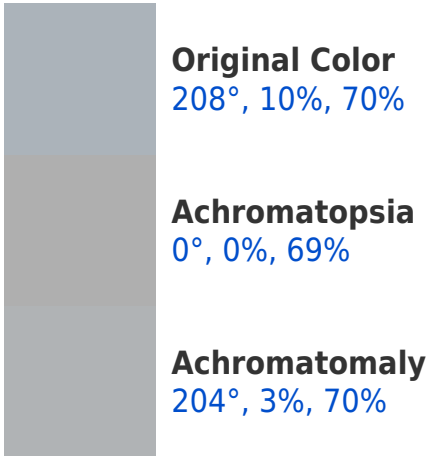 Original Color
208°, 10%, 70%
Achromatopsia
0°, 0%, 69%
Achromatomaly
204°, 3%, 70%